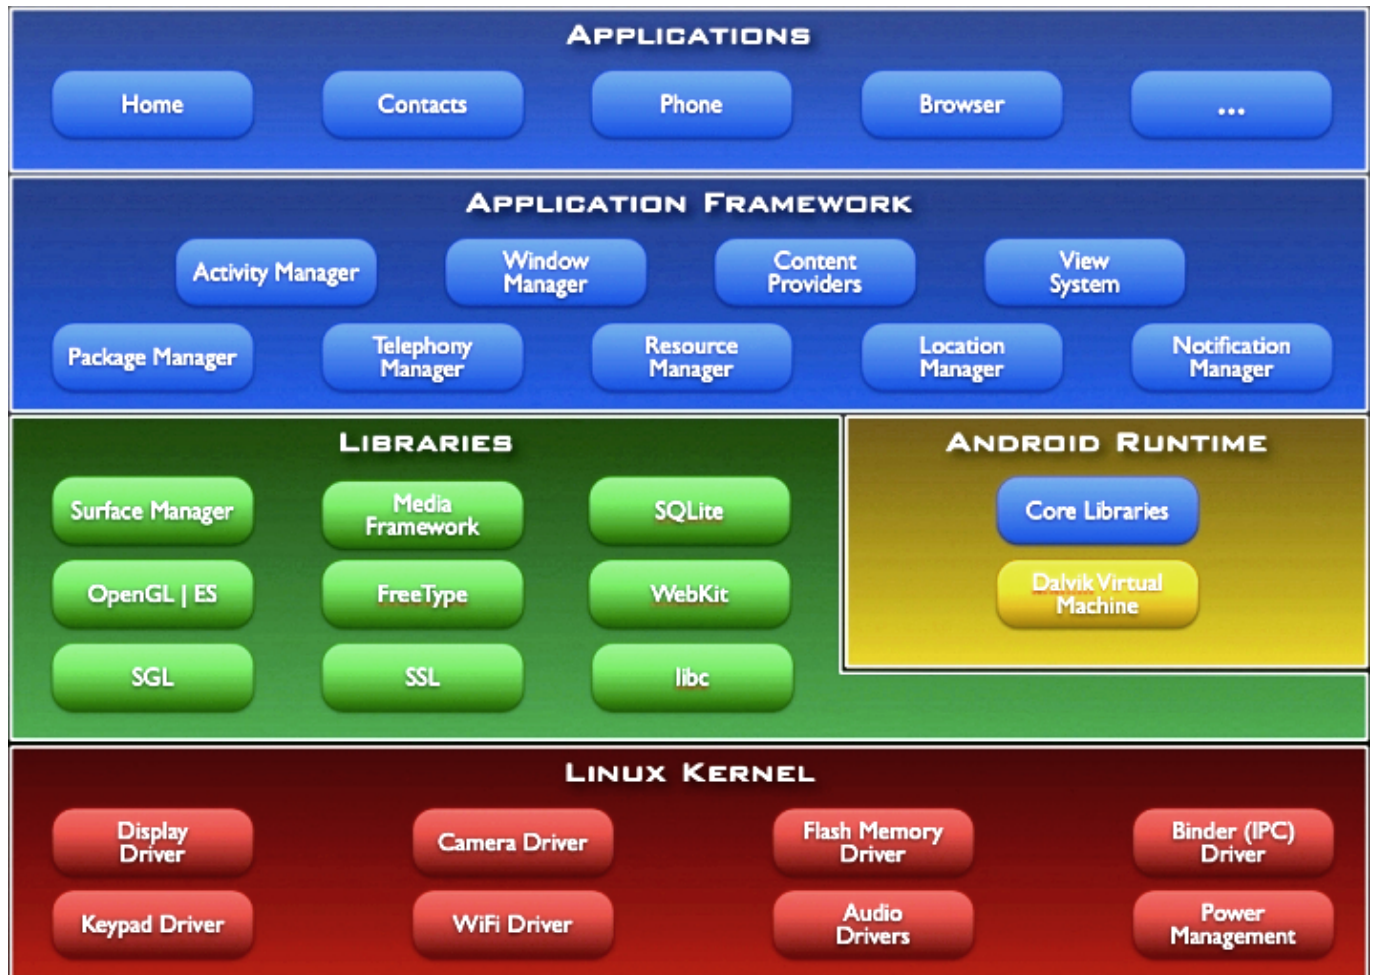 APPLICATIONS
Home
Contacts
Phone
Browser
...
APPLICATION FRAMEWORK
Activity Manager
Window
Manager
Content
Providers
View
System
Package Manager
Telephony
Manager
Resource
Manager
Location
Manager
Notification
Manager
LIBRARIES
Surface Manager
Media
Framework
SQLite
OpenGL | ES
FreeType
WebKit
SGL
SSL
libc
ANDROID RUNTIME
Core Libraries
Dalvik Virtual
Machine
LINUX KERNEL
Display
Driver
Camera Driver
Flash Memory
Driver
Binder (IPC)
Driver
Keypad Driver
WiFi Driver
Audio
Drivers
Power
Management